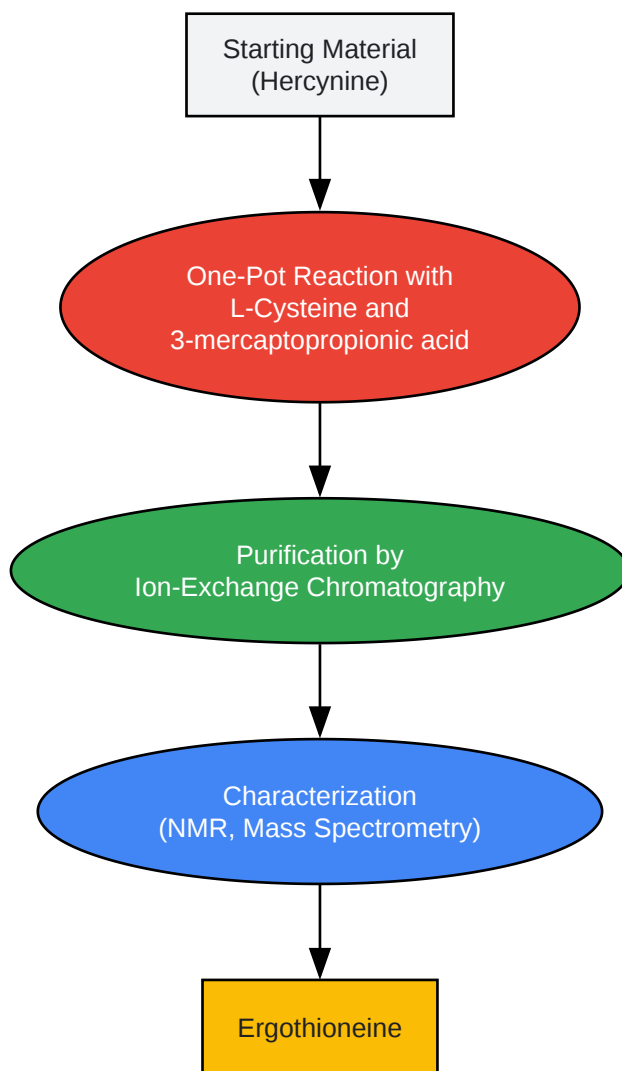 Starting Material
(Hercynine)
One-Pot Reaction with
L-Cysteine and
3-mercaptopropionic acid
Purification by
Ion-Exchange Chromatography
Characterization
(NMR, Mass Spectrometry)
Ergothioneine